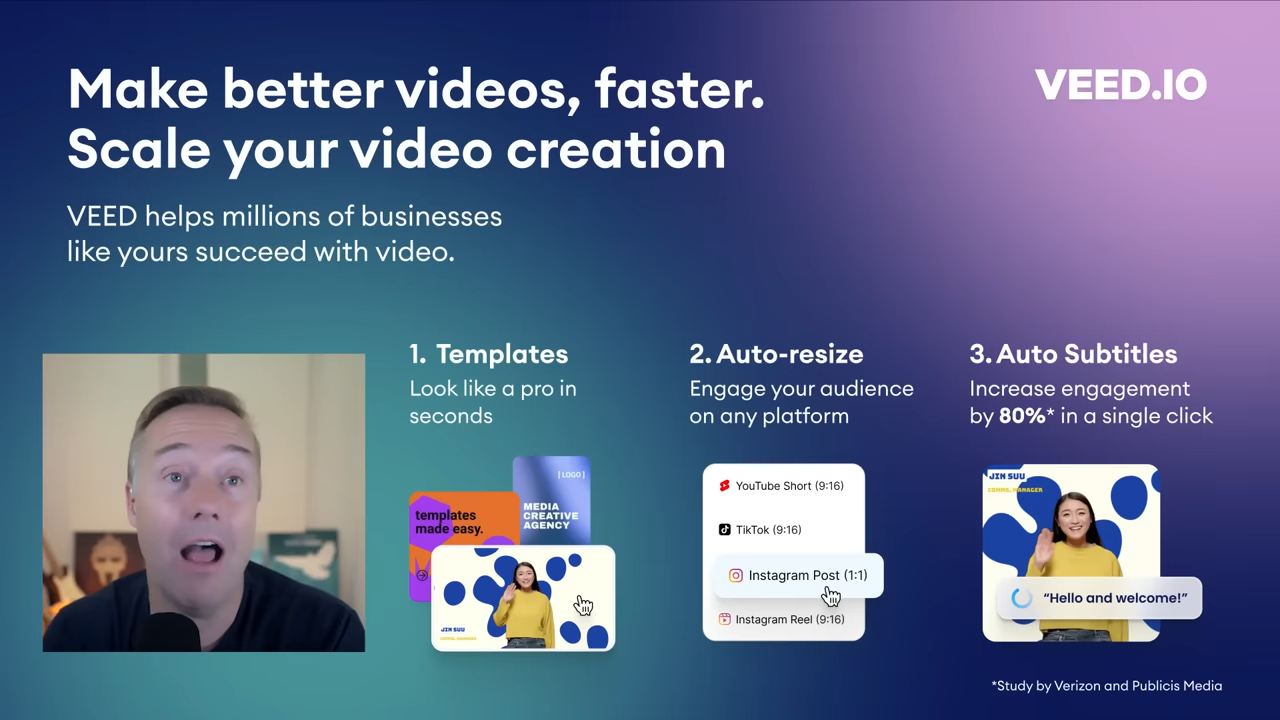 Make better videos, faster.
Scale your video creation
VEED.IO
VEED helps millions of businesses
like yours succeed with video.
1. Templates
Look like a pro in
seconds
[ LOGO ]
MEDIA
CREATIVE
AGENCY
templates
made easy.
JIN SUU
COMMS, MANAGER
2. Auto-resize
Engage your audience
on any platform
YouTube Short (9:16)
TikTok (9:16)
Instagram Post (1:1)
Instagram Reel (9:16)
3. Auto Subtitles
Increase engagement
by 80%* in a single click
JIN SUU
COMMS, MANAGER
“Hello and welcome!”
*Study by Verizon and Publicis Media